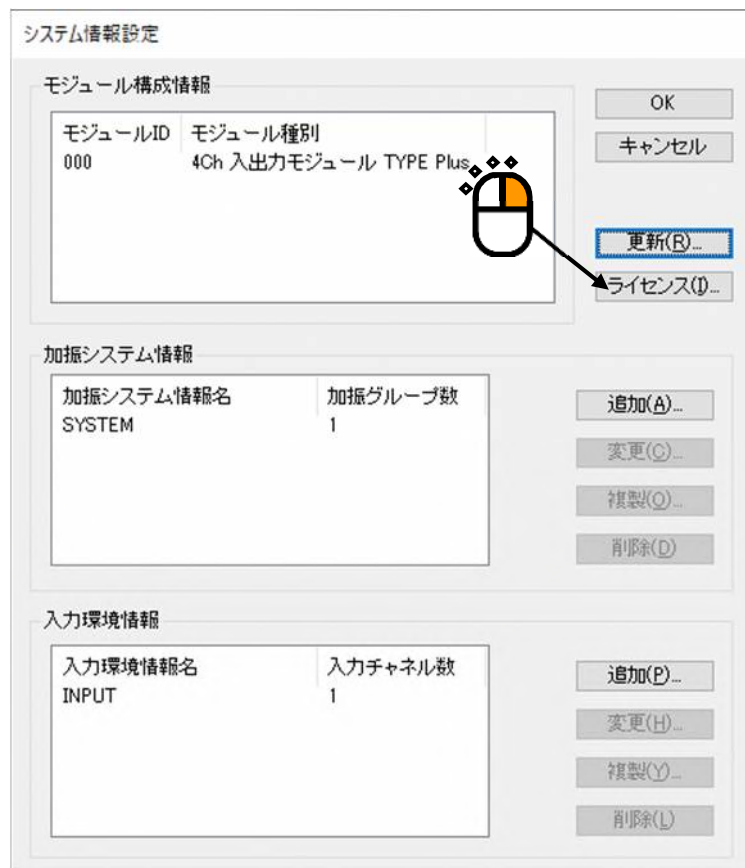 システム情報設定
モジュール構成情報
モジュールID モジュール種別
000 4Ch 入出力モジュール TYPE Plus
OK
キャンセル
更新(R)...
ライセンス(I)...
加振システム情報
加振システム情報名 加振グループ数
SYSTEM 1
追加(A)...
変更(C)...
複製(O)...
削除(D)
入力環境情報
入力環境情報名 入力チャネル数
INPUT 1
追加(P)...
変更(H)...
複製(Y)...
削除(L)